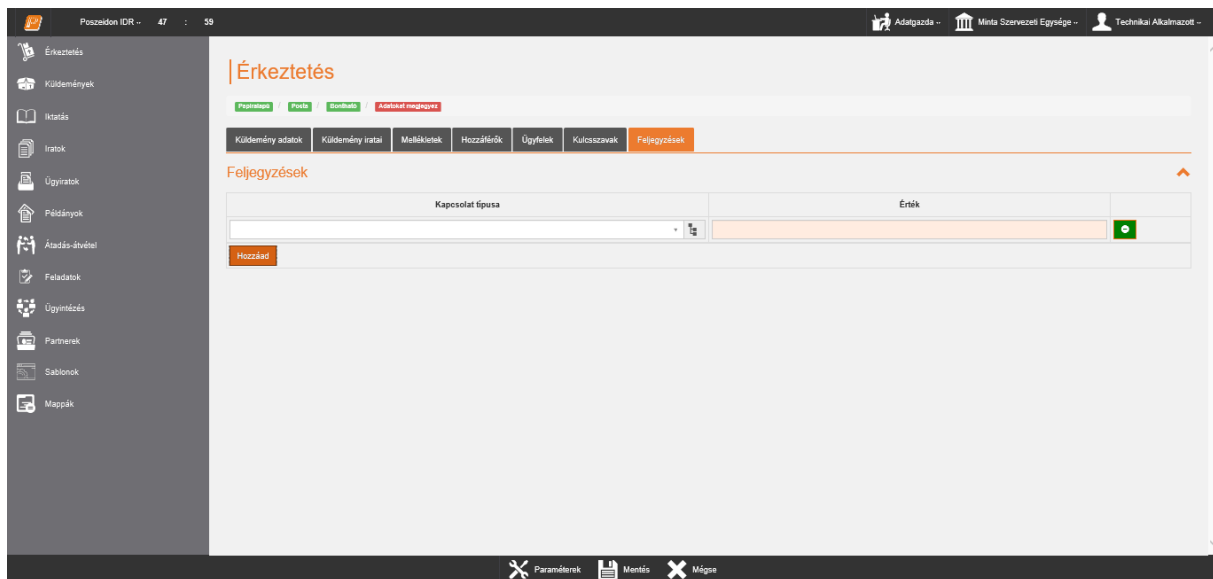 Poseidon IDR -- 47 : 59 Adatgazda -- Minta Szervezeti Egysége -- Technikai Alkalmazott --
Érkeztetés
Küldemények
Iktatás
Iratok
Ügyiratok
Példányok
Átadás-átvétel
Feladatok
Ügyintézés
Partnerek
Sablonok
Mappák
Érkeztetés
Papíralapú / Posta / Bontható / Adatokat megjegyez
Küldemény adatok Küldemény iratai Mellékletek Hozzáférők Ügyfelek Kulcsszavak Feljegyzések
Feljegyzések
Kapcsolat típusa Érték
Hozzáad
Paraméterek Mentés Mégse